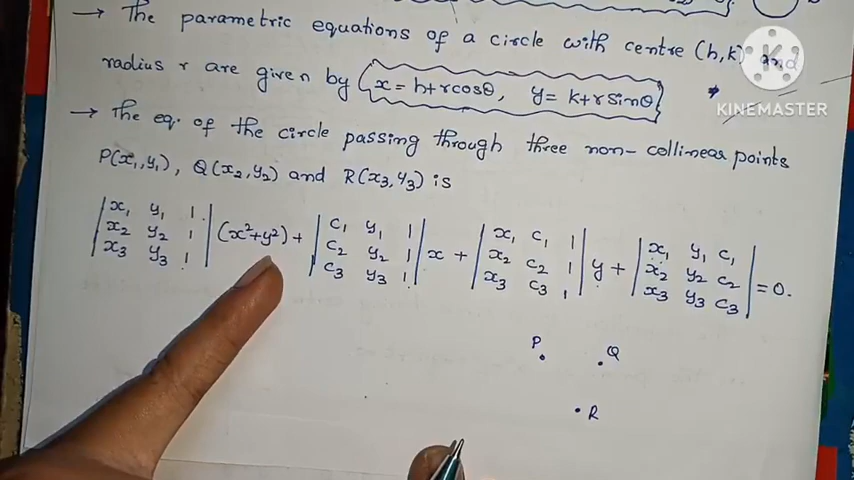 → The parametric equations of a circle with centre (h,k) and
radius r are given by x = h+rcosθ, y = k+rsinθ
KINEMASTER
→ The eq. of the circle passing through three non-collinear points
P(x₁,y₁), Q(x₂,y₂) and R(x₃,y₃) is
|x₁ y₁ 1; x₂ y₂ 1; x₃ y₃ 1| (x²+y²) + |c₁ y₁ 1; c₂ y₂ 1; c₃ y₃ 1| x + |x₁ c₁ 1; x₂ c₂ 1; x₃ c₃ 1| y + |x₁ y₁ c₁; x₂ y₂ c₂; x₃ y₃ c₃| = 0.
P
Q
R